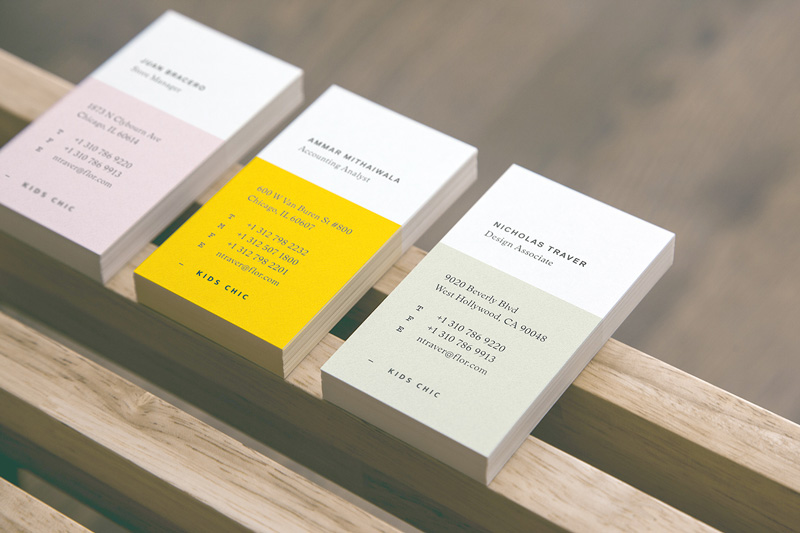 JUAN BRACERO
Store Manager
1873 N Clybourn Ave
Chicago, IL 60614
T +1 310 786 9220
F +1 310 786 9913
E ntraver@flor.com
– KIDS CHIC
AMMAR MITHAIWALA
Accounting Analyst
600 W Van Buren St #800
Chicago, IL 60607
T +1 312 798 2232
M +1 312 507 1800
F +1 312 798 2201
E ntraver@flor.com
– KIDS CHIC
NICHOLAS TRAVER
Design Associate
9020 Beverly Blvd
West Hollywood, CA 90048
T +1 310 786 9220
F +1 310 786 9913
E ntraver@flor.com
– KIDS CHIC